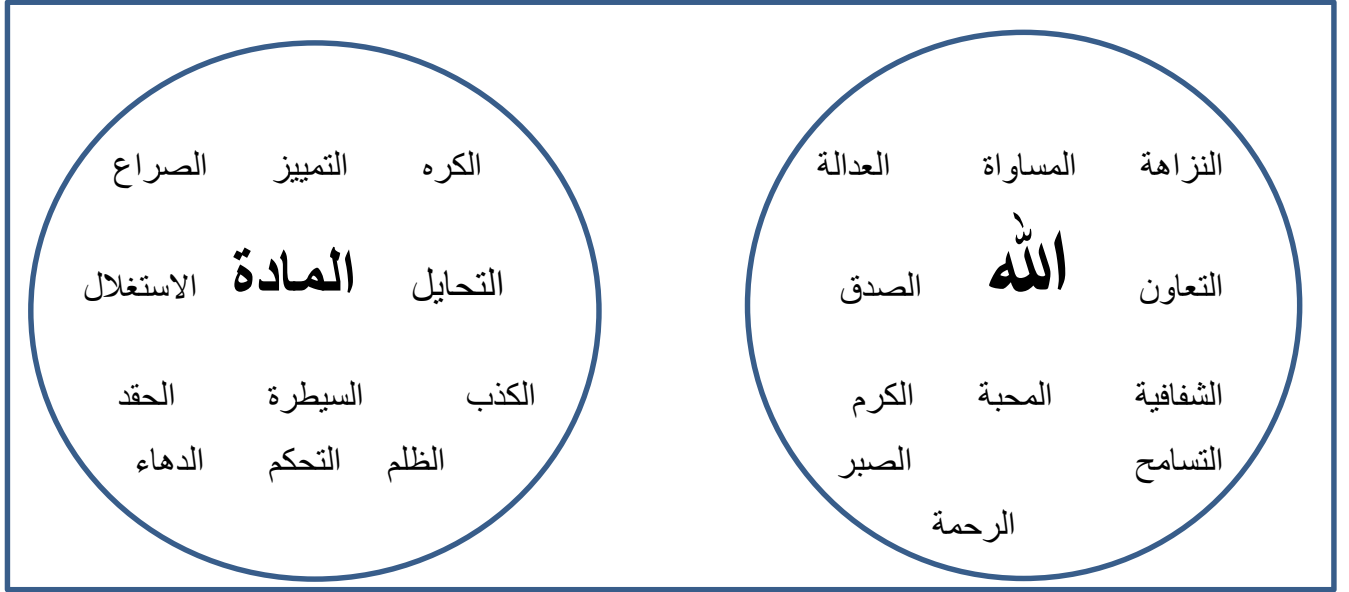 النزاهة المساواة العدالة
التعاون الله الصدق
الشفافية المحبة الكرم
التسامح الصبر
الرحمة
الكره التمييز الصراع
التحايل المادة الاستغلال
الكذب السيطرة الحقد
الظلم التحكم الدهاء